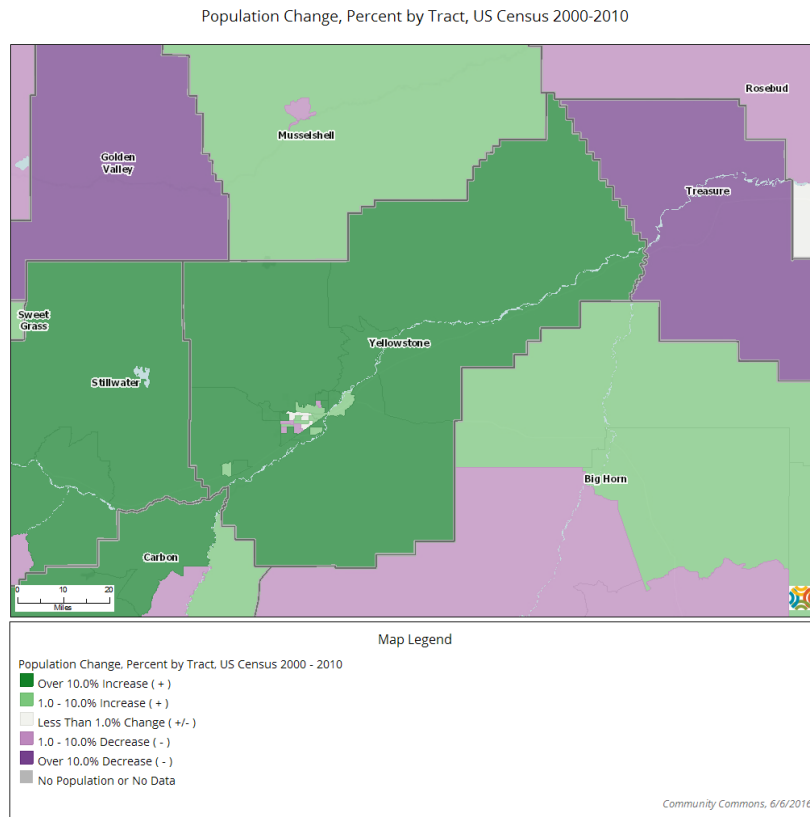 Population Change, Percent by Tract, US Census 2000-2010
Rosebud
Musselshell
Golden
Valley
Treasure
Sweet
Grass
Yellowstone
Stillwater
Big Horn
Carbon
0 10 20
Miles
Map Legend
Population Change, Percent by Tract, US Census 2000 - 2010
Over 10.0% Increase ( + )
1.0 - 10.0% Increase ( + )
Less Than 1.0% Change ( +/- )
1.0 - 10.0% Decrease ( - )
Over 10.0% Decrease ( - )
No Population or No Data
Community Commons, 6/6/2016